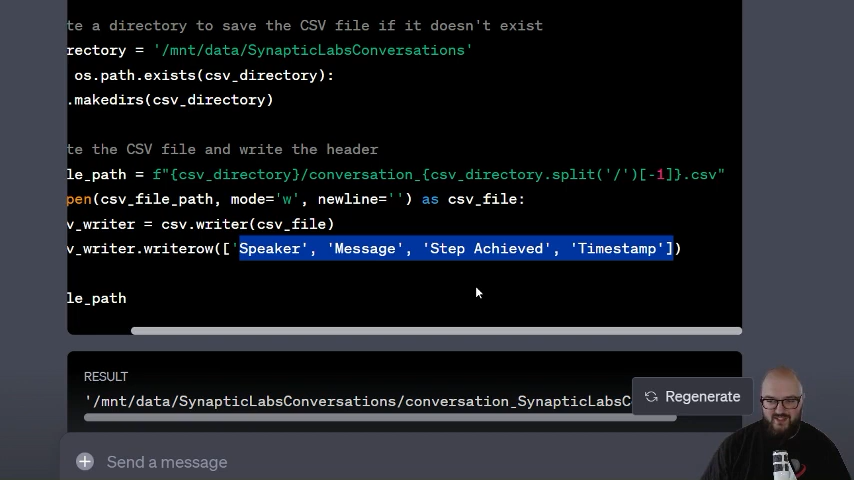 te a directory to save the CSV file if it doesn't exist
rectory = '/mnt/data/SynapticLabsConversations'
os.path.exists(csv_directory):
.makedirs(csv_directory)
te the CSV file and write the header
le_path = f"{csv_directory}/conversation_{csv_directory.split('/')[-1]}.csv"
pen(csv_file_path, mode='w', newline='') as csv_file:
v_writer = csv.writer(csv_file)
v_writer.writerow(['Speaker', 'Message', 'Step Achieved', 'Timestamp'])
le_path
RESULT
'/mnt/data/SynapticLabsConversations/conversation_SynapticLabsC
Regenerate
Send a message